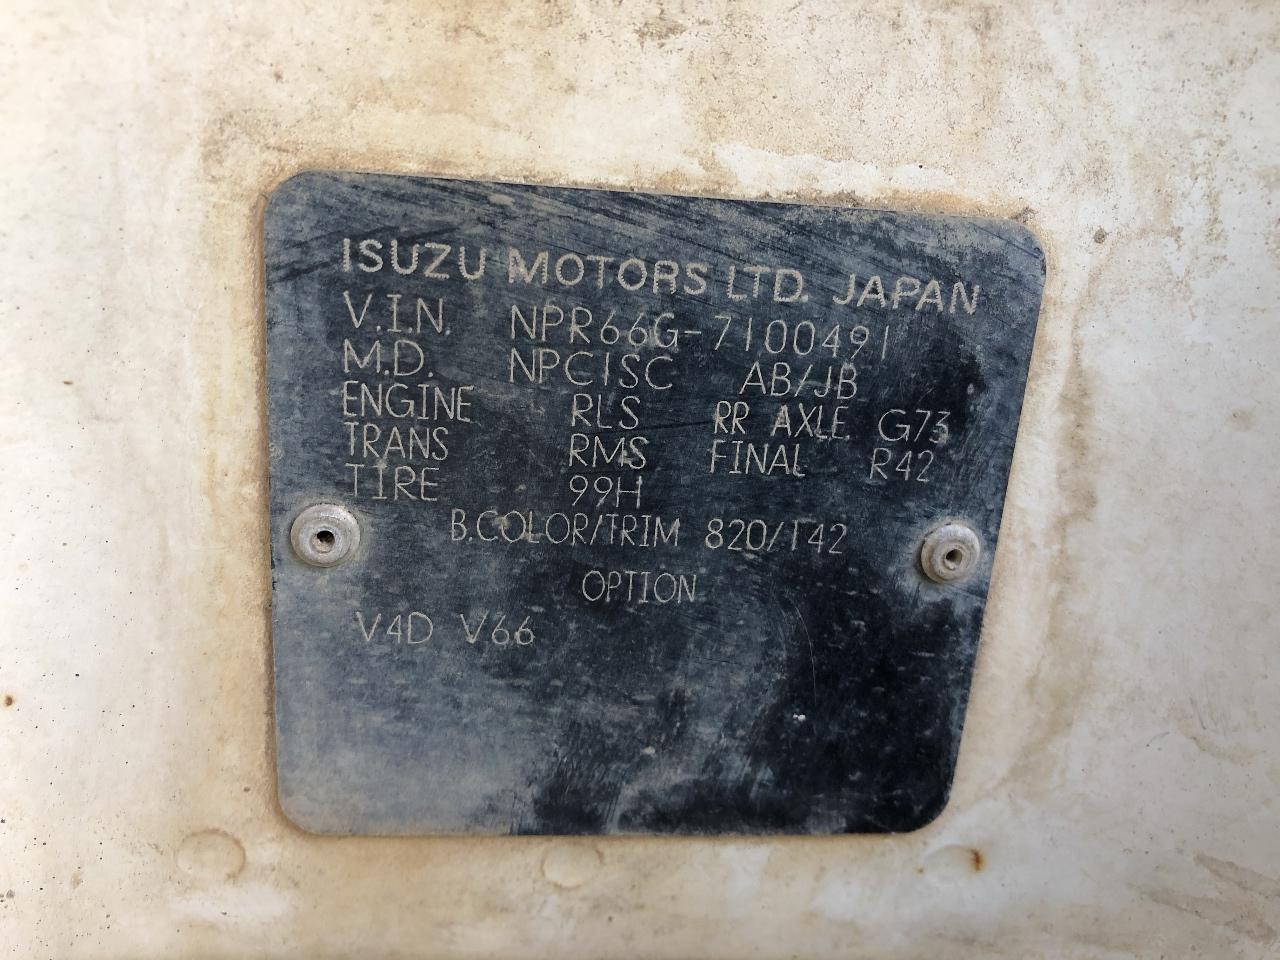 ISUZU MOTORS LTD. JAPAN
V.I.N. NPR66G-7100491
M.D. NPC1SC AB/JB
ENGINE RLS RR AXLE. G73
TRANS RMS FINAL R42
TIRE 99H
B.COLOR/TRIM 820/T42
OPTION
V4D V66